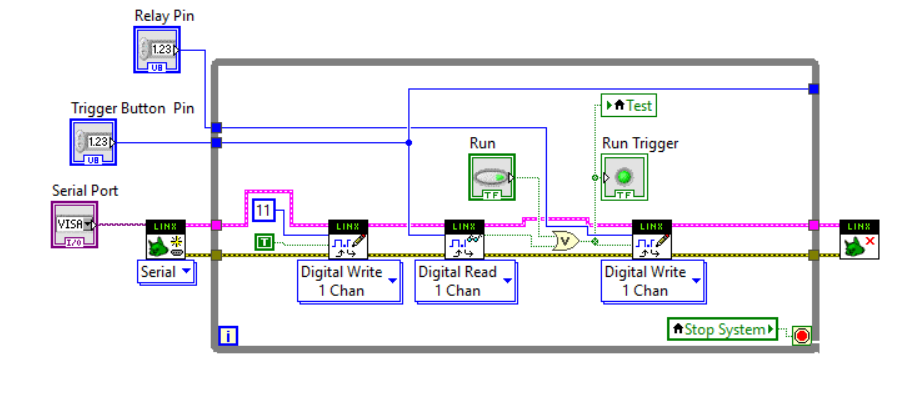 Relay Pin
1.23
U8
Trigger Button Pin
1.23
U8
Serial Port
VISA
I/O
LINX
Serial
11
T
LINX
Digital Write
1 Chan
LINX
Digital Read
1 Chan
Run
TF
V
Test
Run Trigger
TF
LINX
Digital Write
1 Chan
LINX
Stop System
i